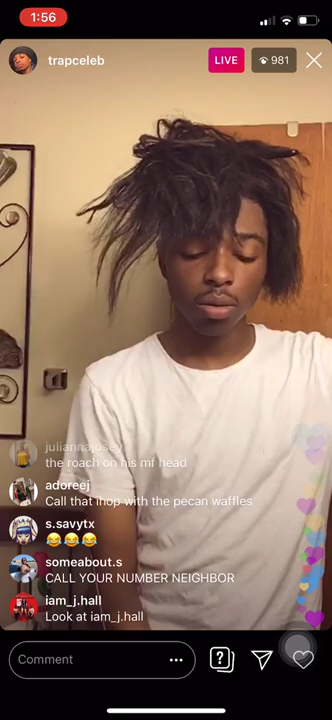 1:56
trapceleb
LIVE
981
juliannajosey
the roach on his mf head
adoreej
Call that ihop with the pecan waffles
s.savytx
😂😂😂
someabout.s
CALL YOUR NUMBER NEIGHBOR
iam_j.hall
Look at iam_j.hall
Comment